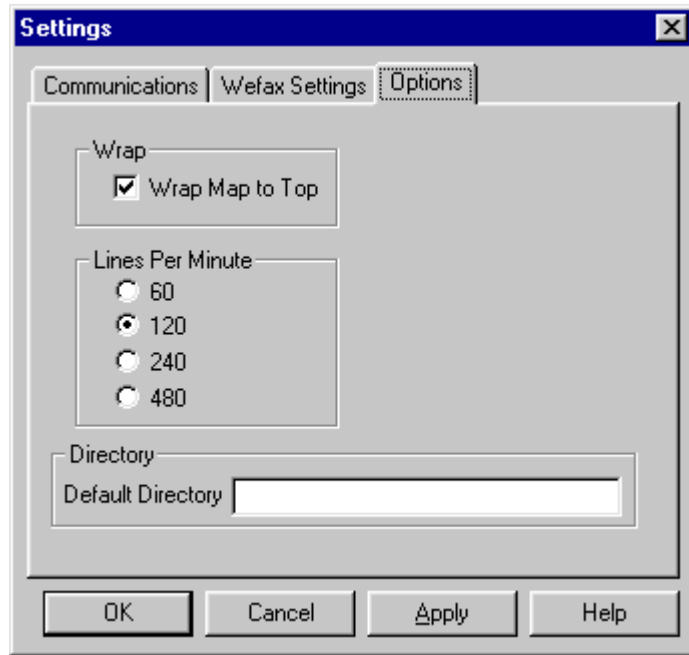 Settings
Communications Wefax Settings Options
Wrap
Wrap Map to Top
Lines Per Minute
60
120
240
480
Directory
Default Directory
OK Cancel Apply Help